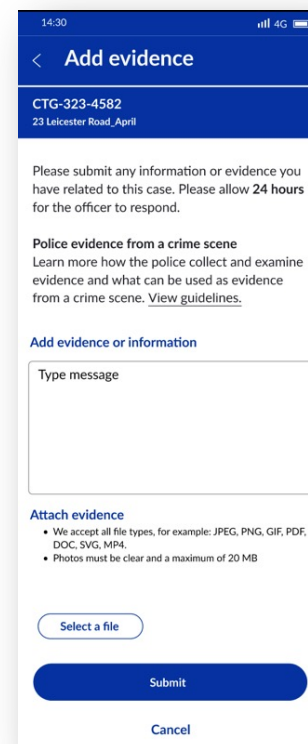 14:30
4G
< Add evidence
CTG-323-4582
23 Leicester Road_April
Please submit any information or evidence you
have related to this case. Please allow 24 hours
for the officer to respond.
Police evidence from a crime scene
Learn more how the police collect and examine
evidence and what can be used as evidence
from a crime scene. View guidelines.
Add evidence or information
Type message
Attach evidence
• We accept all file types, for example: JPEG, PNG, GIF, PDF,
DOC, SVG, MP4.
• Photos must be clear and a maximum of 20 MB
Select a file
Submit
Cancel